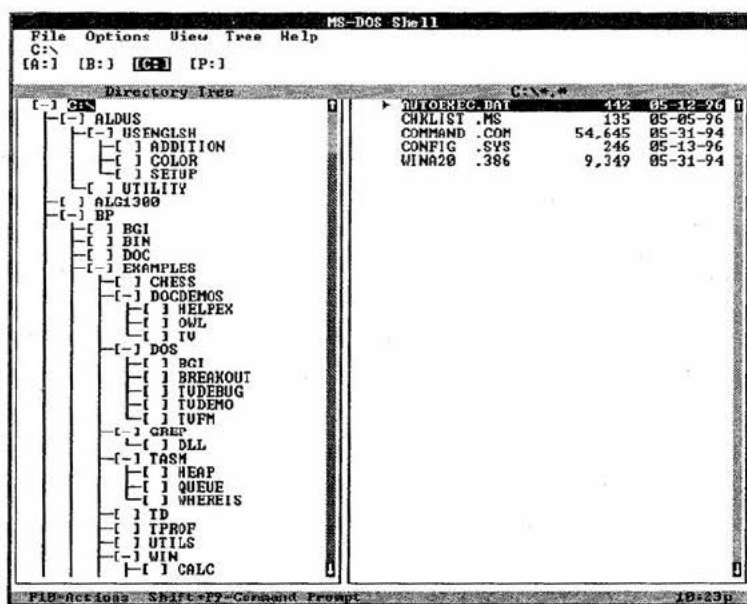 MS-DOS Shell
File Options View Tree Help
C:\
[A:] [B:] [C:] [P:]
Directory Tree
[-] C:\
[-] ALDUS
[-] USENGLSH
[ ] ADDITION
[ ] COLOR
[ ] SETUP
[ ] UTILITY
[ ] ALG1300
[-] BP
[ ] BGI
[ ] BIN
[ ] DOC
[-] EXAMPLES
[ ] CHESS
[-] DOCDEMOS
[ ] HELPEX
[ ] OWL
[ ] TV
[-] DOS
[ ] BGI
[ ] BREAKOUT
[ ] TVDEBUG
[ ] TVDEMO
[ ] TVFM
[-] GREP
[ ] DLL
[-] TASM
[ ] HEAP
[ ] QUEUE
[ ] WHEREIS
[ ] TD
[ ] TPROF
[ ] UTILS
[-] WIN
[ ] CALC
C:\*.*
AUTOEXEC.BAT 442 05-12-96
CHKLIST .MS 135 05-05-96
COMMAND .COM 54,645 05-31-94
CONFIG .SYS 246 05-13-96
WINA20 .386 9,349 05-31-94
F10=Actions Shift+F9=Command Prompt 10:23p